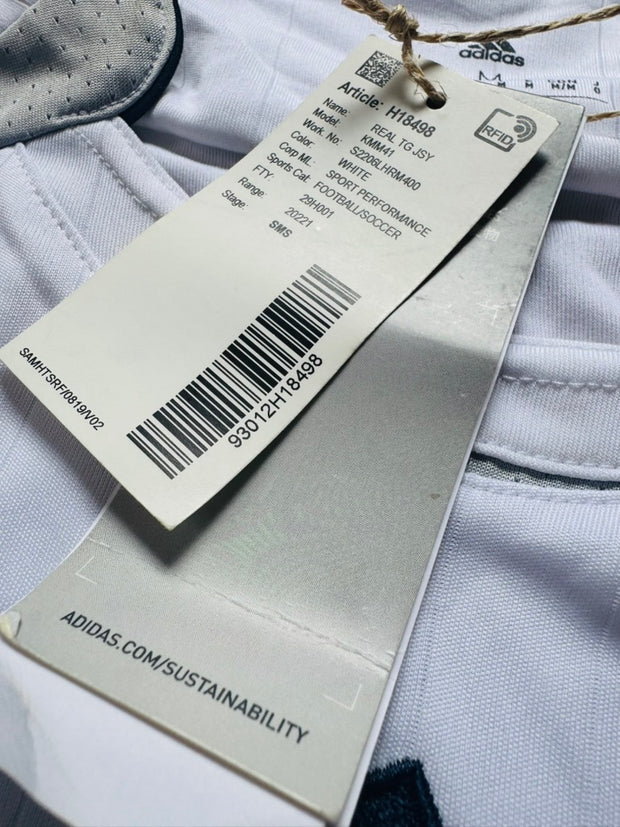 adidas
M M M/M
Article: H18498
RFID
Name: REAL TG JSY
Model: KMM41
Work. No: S2206LHRM400
Color: WHITE
Corp ML: SPORT PERFORMANCE
Sports Cat: FOOTBALL/SOCCER
FTY: 29H001
Range: 20221
Stage: SMS
93012H18498
SAMHTSRF/0819/V02
ADIDAS.COM/SUSTAINABILITY